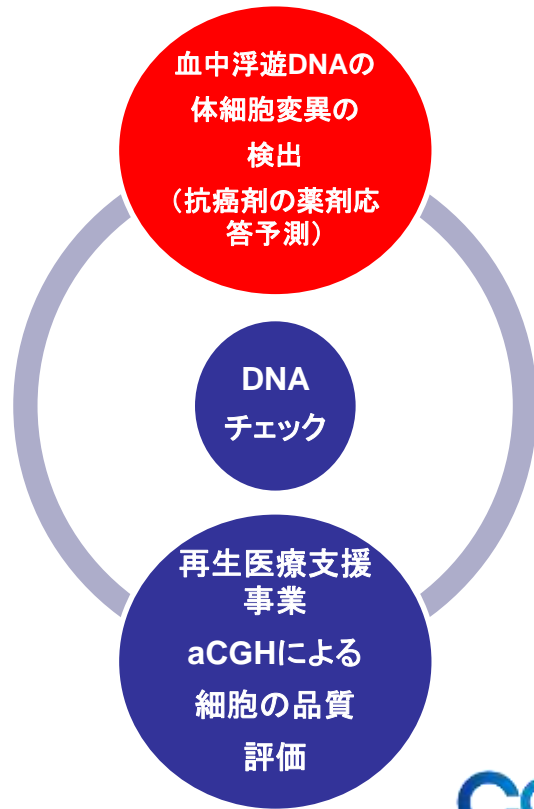 血中浮遊DNAの
体細胞変異の
検出
（抗癌剤の薬剤応
答予測）
DNA
チェック
再生医療支援
事業
aCGHによる
細胞の品質
評価